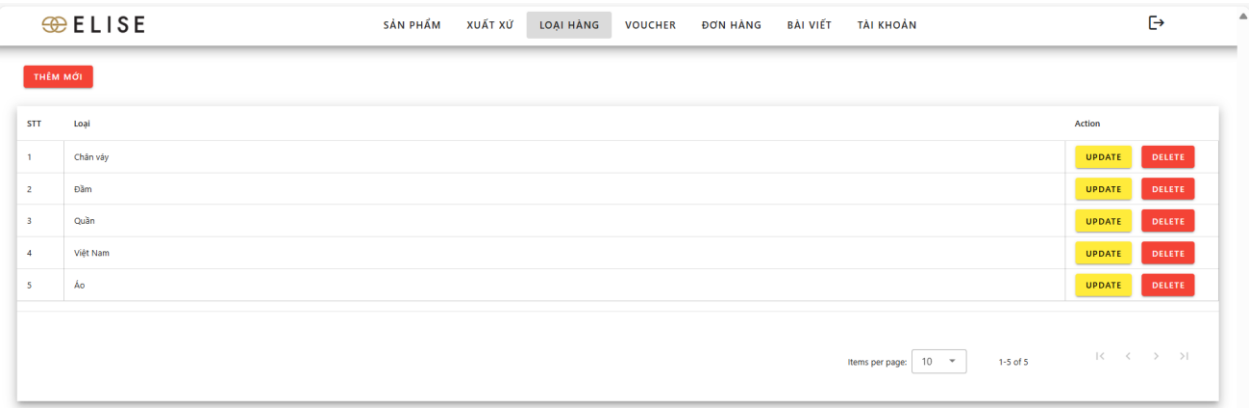 ELISE SẢN PHẨM XUẤT XỨ LOẠI HÀNG VOUCHER ĐƠN HÀNG BÀI VIẾT TÀI KHOẢN
THÊM MỚI
STT Loại Action
1 Chân váy UPDATE DELETE
2 Đầm UPDATE DELETE
3 Quần UPDATE DELETE
4 Việt Nam UPDATE DELETE
5 Áo UPDATE DELETE
Items per page: 10 1-5 of 5